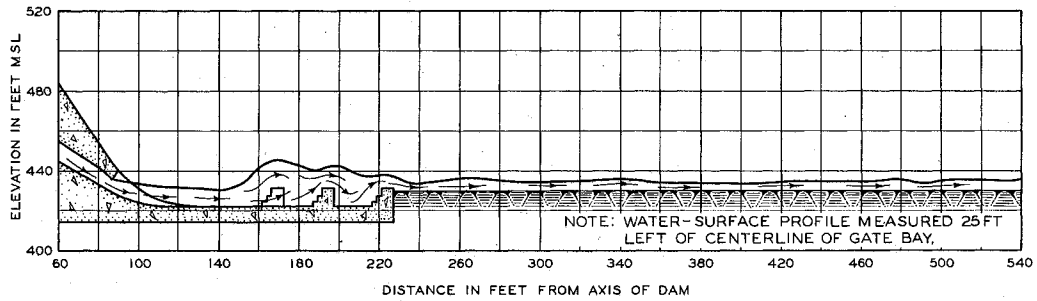 ELEVATION IN FEET MSL
520
480
440
400
NOTE: WATER-SURFACE PROFILE MEASURED 25 FT
LEFT OF CENTERLINE OF GATE BAY.
60 100 140 180 220 260 300 340 380 420 460 500 540
DISTANCE IN FEET FROM AXIS OF DAM